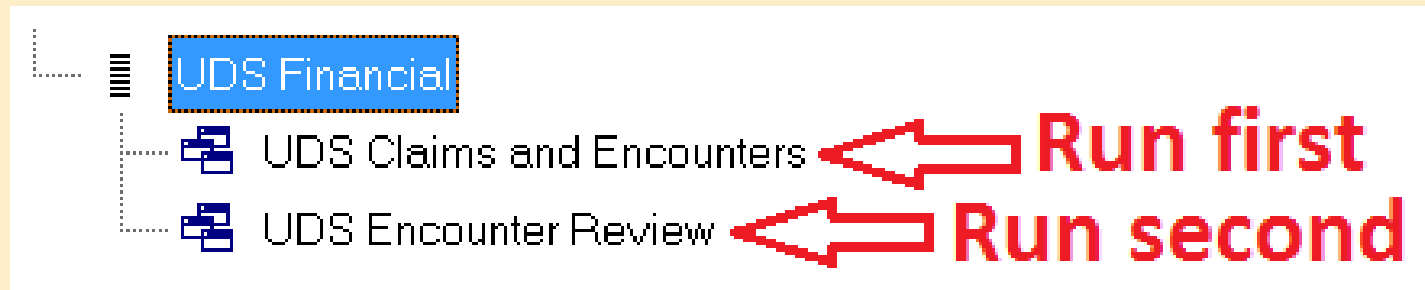 UDS Financial
UDS Claims and Encounters Run first
UDS Encounter Review Run second